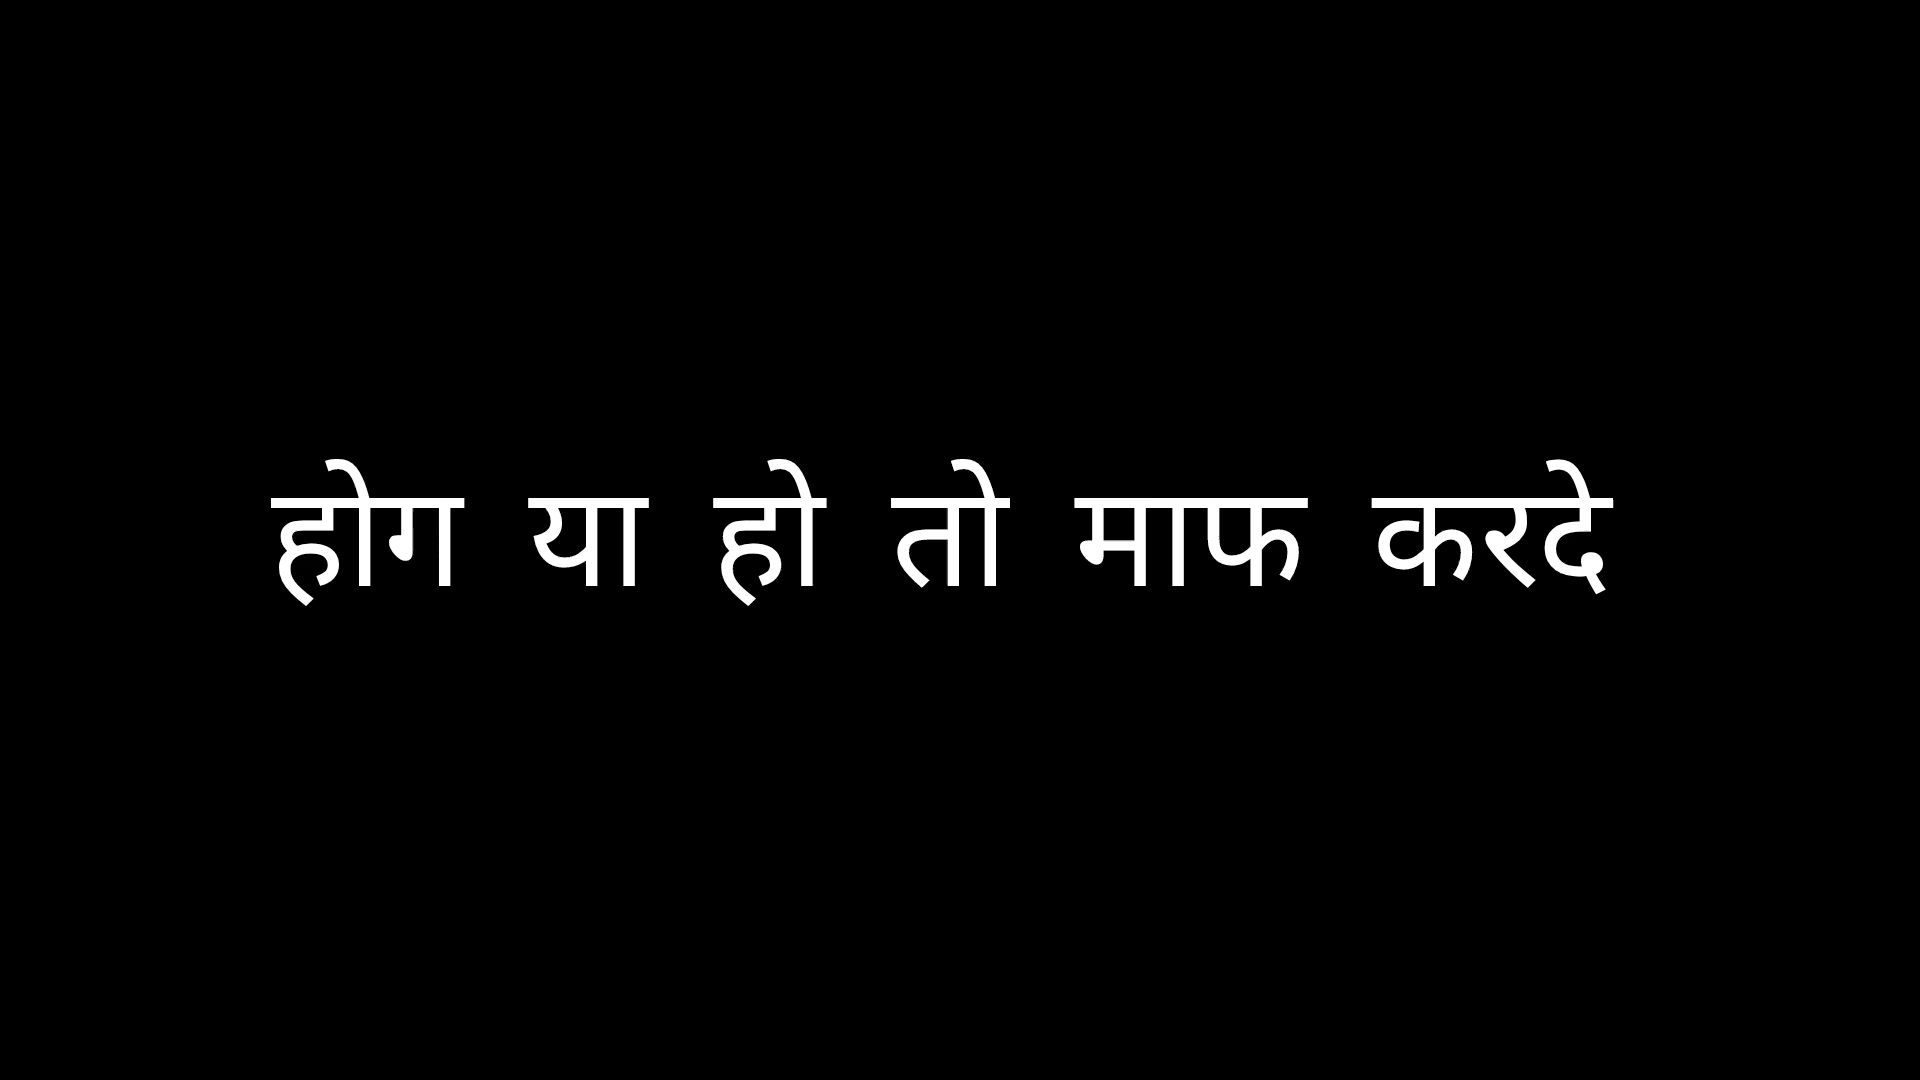 होग या हो तो माफ करदे